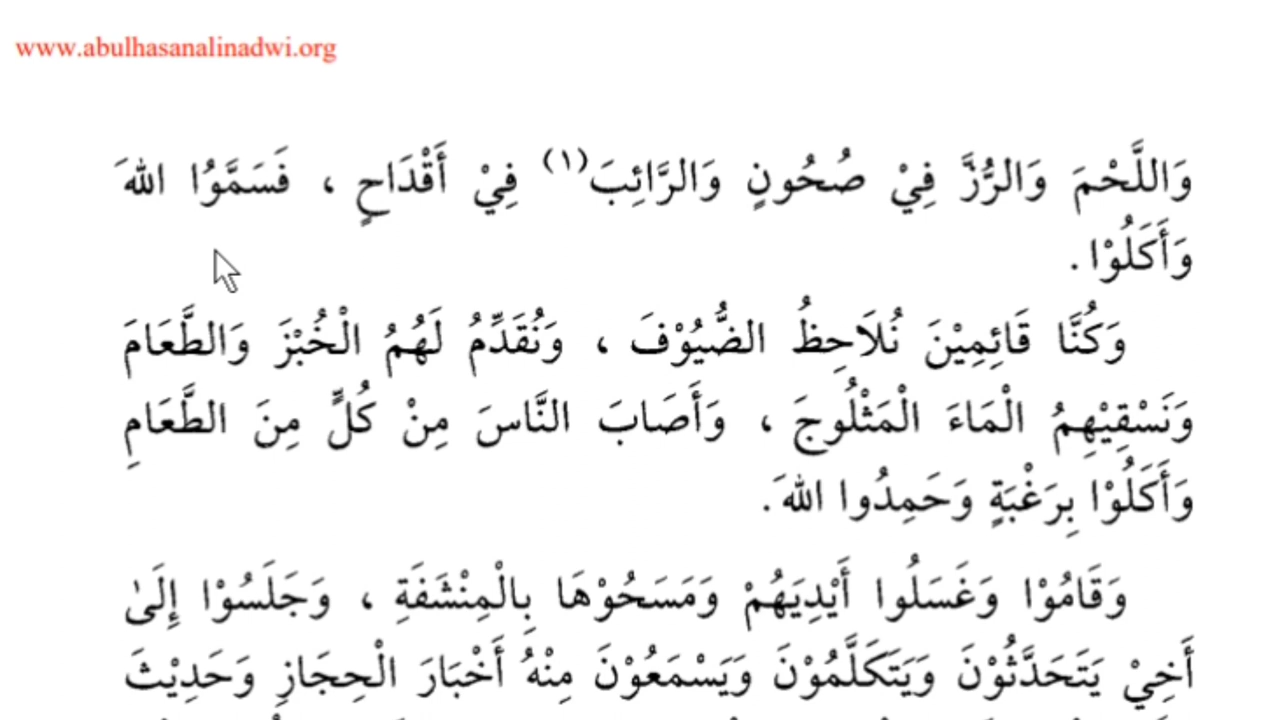 www.abulhasanalinadwi.org
وَاللَّحْمَ وَالرُّزَّ فِيْ صُحُونٍ وَالرَّائِبَ(١) فِيْ أَقْدَاحٍ ، فَسَمَّوُا اللهَ
وَأَكَلُوْا .
وَكُنَّا قَائِمِيْنَ نُلَاحِظُ الضُّيُوْفَ ، وَنُقَدِّمُ لَهُمُ الْخُبْزَ وَالطَّعَامَ
وَنَسْقِيْهِمُ الْمَاءَ الْمَثْلُوجَ ، وَأَصَابَ النَّاسَ مِنْ كُلٍّ مِنَ الطَّعَامِ
وَأَكَلُوْا بِرَغْبَةٍ وَحَمِدُوا اللهَ .
وَقَامُوْا وَغَسَلُوا أَيْدِيَهُمْ وَمَسَحُوْهَا بِالْمِنْشَفَةِ ، وَجَلَسُوْا إِلَىٰ
أَخِيْ يَتَحَدَّثُوْنَ وَيَتَكَلَّمُوْنَ وَيَسْمَعُوْنَ مِنْهُ أَخْبَارَ الْحِجَازِ وَحَدِيْثَ